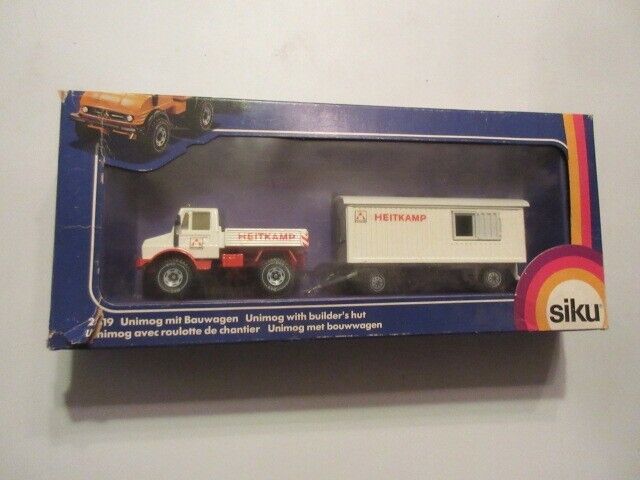 HEITKAMP
HEITKAMP
Unimog mit Bauwagen Unimog with builder's hut
Unimog avec roulotte de chantier Unimog met bouwwagen
siku